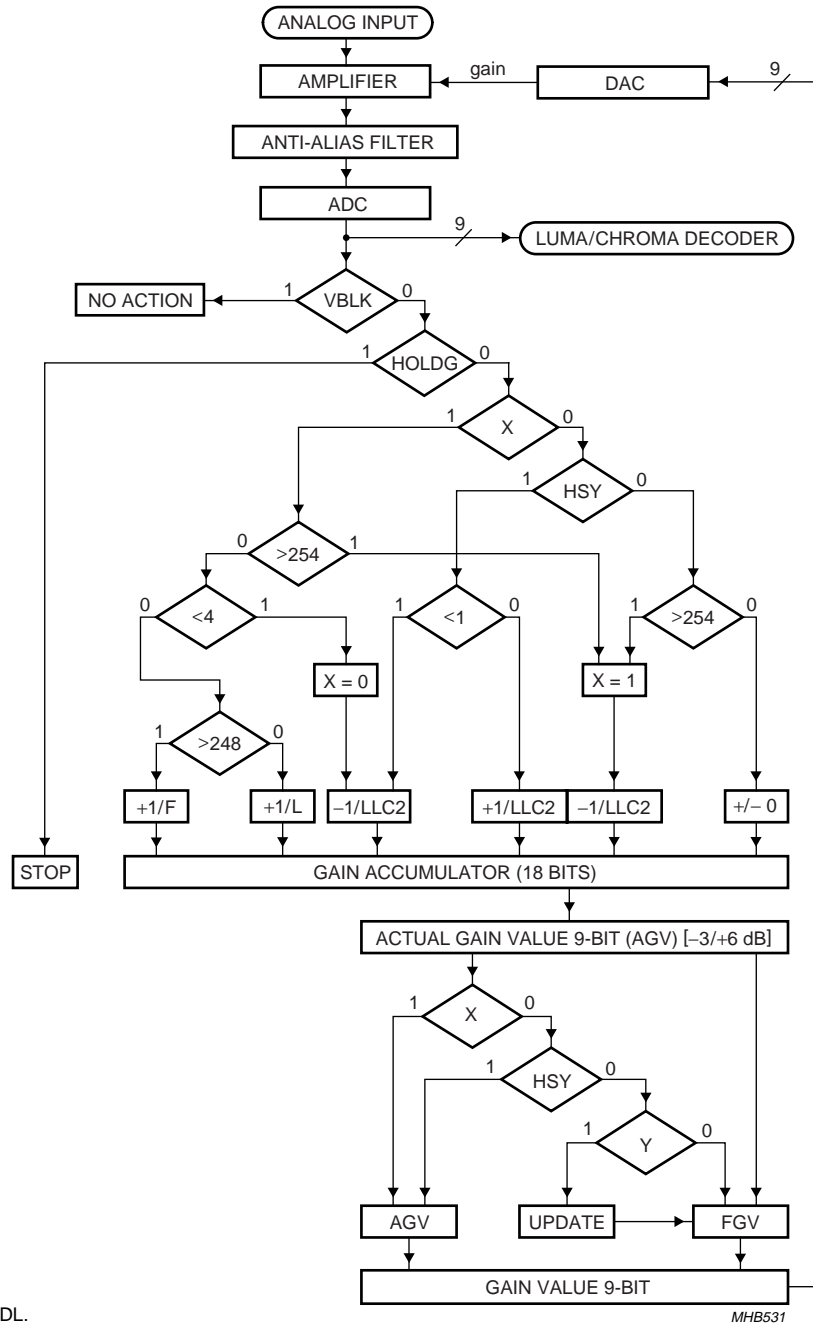 ANALOG INPUT
AMPLIFIER
gain
DAC
9
ANTI-ALIAS FILTER
ADC
9
LUMA/CHROMA DECODER
NO ACTION
1
VBLK
0
1
HOLDG
0
1
X
0
1
HSY
0
0
>254
1
0
<4
1
1
<1
0
1
>254
0
X = 0
X = 1
1
>248
0
+1/F
+1/L
−1/LLC2
+1/LLC2
−1/LLC2
+/− 0
STOP
GAIN ACCUMULATOR (18 BITS)
ACTUAL GAIN VALUE 9-BIT (AGV) [−3/+6 dB]
1
X
0
1
HSY
0
1
Y
0
AGV
UPDATE
FGV
GAIN VALUE 9-BIT
DL.
MHB531